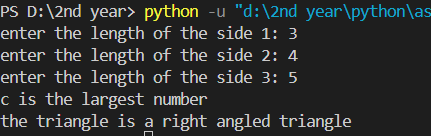 PS D:\2nd year> python -u "d:\2nd year\python\as
enter the length of the side 1: 3
enter the length of the side 2: 4
enter the length of the side 3: 5
c is the largest number
the triangle is a right angled triangle